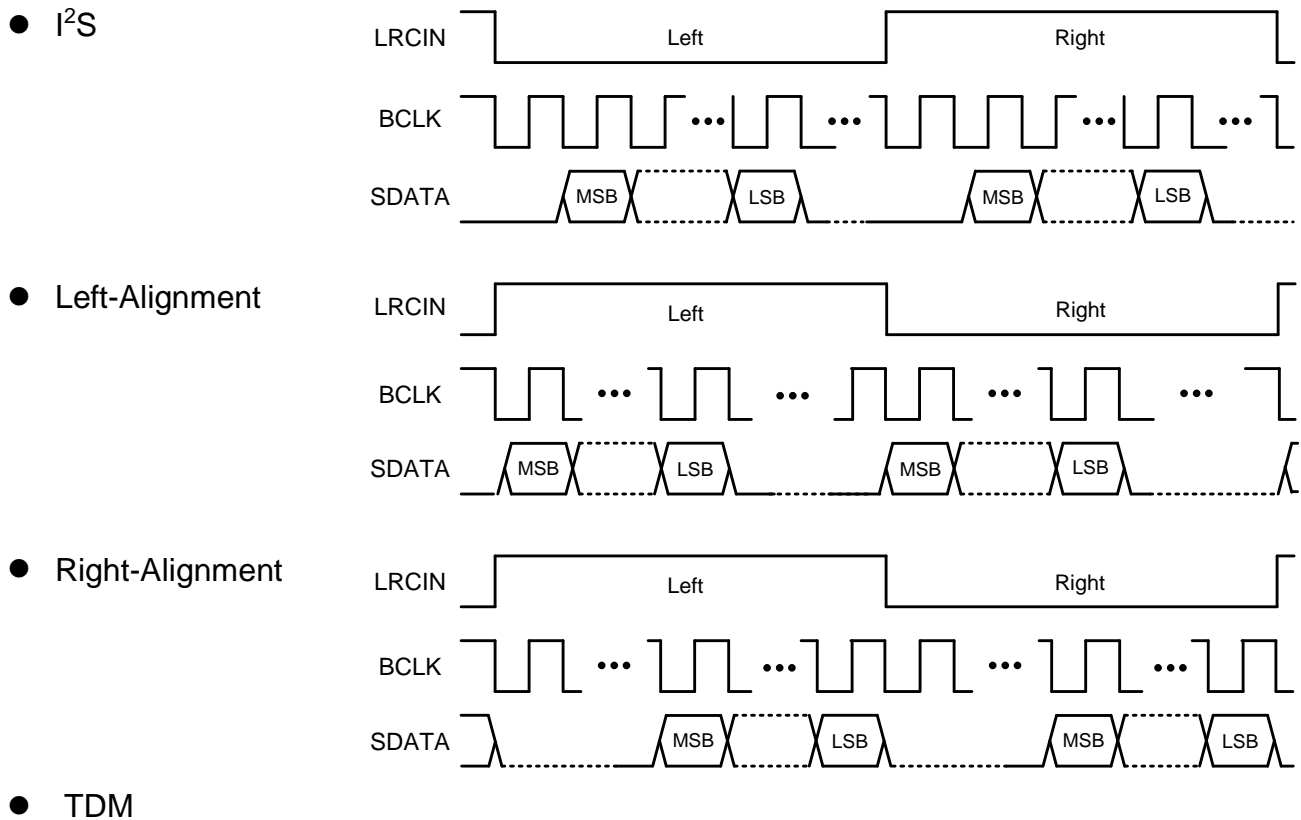 ● I²S
LRCIN Left Right
BCLK ••• ••• ••• •••
SDATA MSB LSB MSB LSB
● Left-Alignment
LRCIN Left Right
BCLK ••• ••• ••• •••
SDATA MSB LSB MSB LSB
● Right-Alignment
LRCIN Left Right
BCLK ••• ••• ••• •••
SDATA MSB LSB MSB LSB
● TDM